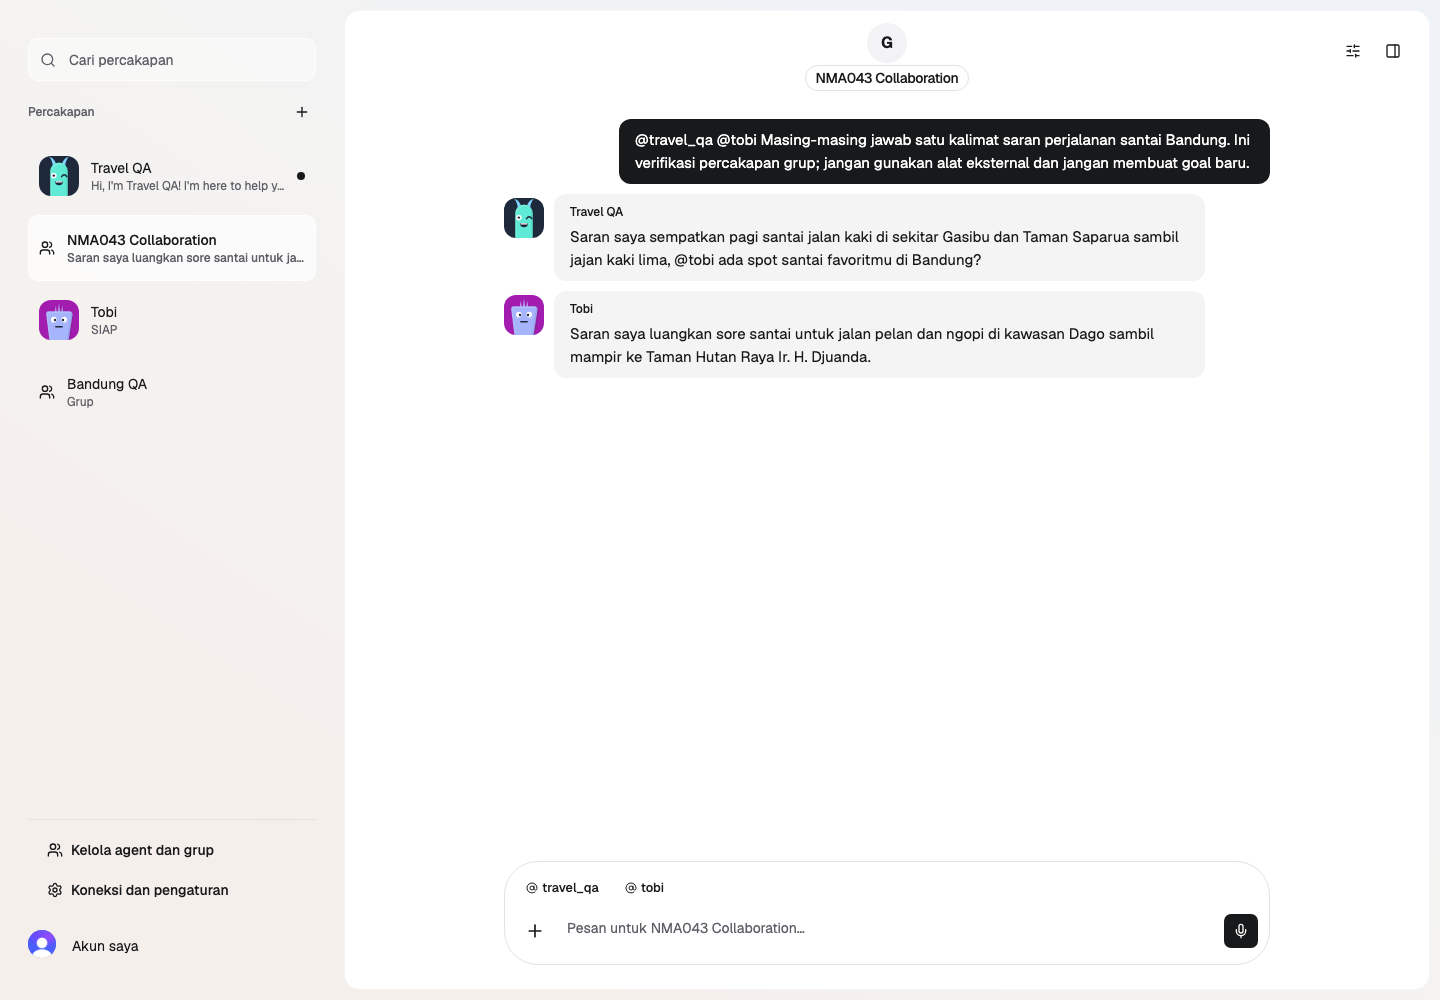 Cari percakapan
Percakapan
Travel QA
Hi, I'm Travel QA! I'm here to help y...
NMA043 Collaboration
Saran saya luangkan sore santai untuk ja...
Tobi
SIAP
Bandung QA
Grup
Kelola agent dan grup
Koneksi dan pengaturan
Akun saya
G
NMA043 Collaboration
@travel_qa @tobi Masing-masing jawab satu kalimat saran perjalanan santai Bandung. Ini
verifikasi percakapan grup; jangan gunakan alat eksternal dan jangan membuat goal baru.
Travel QA
Saran saya sempatkan pagi santai jalan kaki di sekitar Gasibu dan Taman Saparua sambil
jajan kaki lima, @tobi ada spot santai favoritmu di Bandung?
Tobi
Saran saya luangkan sore santai untuk jalan pelan dan ngopi di kawasan Dago sambil
mampir ke Taman Hutan Raya Ir. H. Djuanda.
@ travel_qa @ tobi
Pesan untuk NMA043 Collaboration...